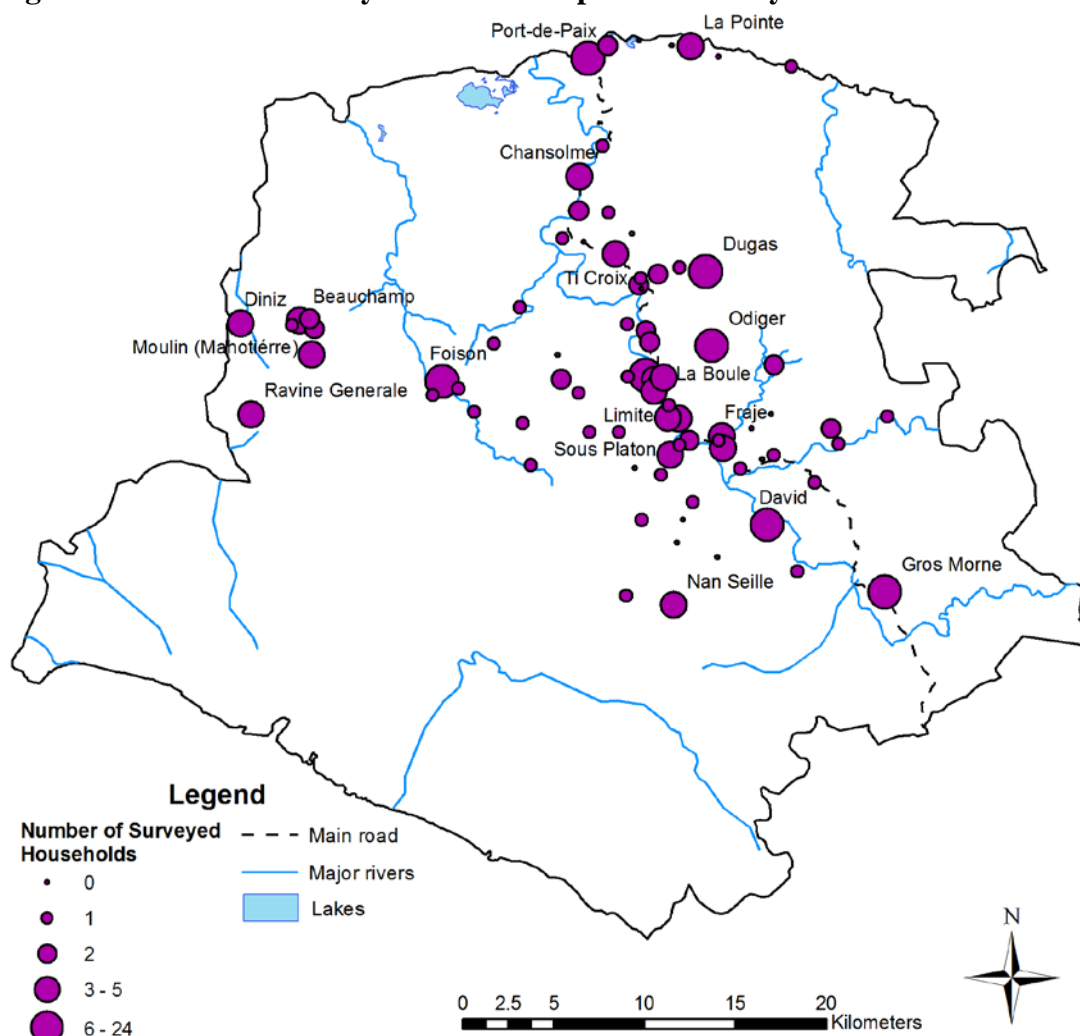 Port-de-Paix
La Pointe
Chansolme
Dugas
Ti Croix
Diniz
Beauchamp
Odiger
Moulin (Manotiérre)
Foison
La Boule
Ravine Generale
Limite
Fraje
Sous Platon
David
Gros Morne
Nan Seille
Legend
Number of Surveyed
Households
0
1
2
3 - 5
6 - 24
Main road
Major rivers
Lakes
N
0 2.5 5 10 15 20
Kilometers